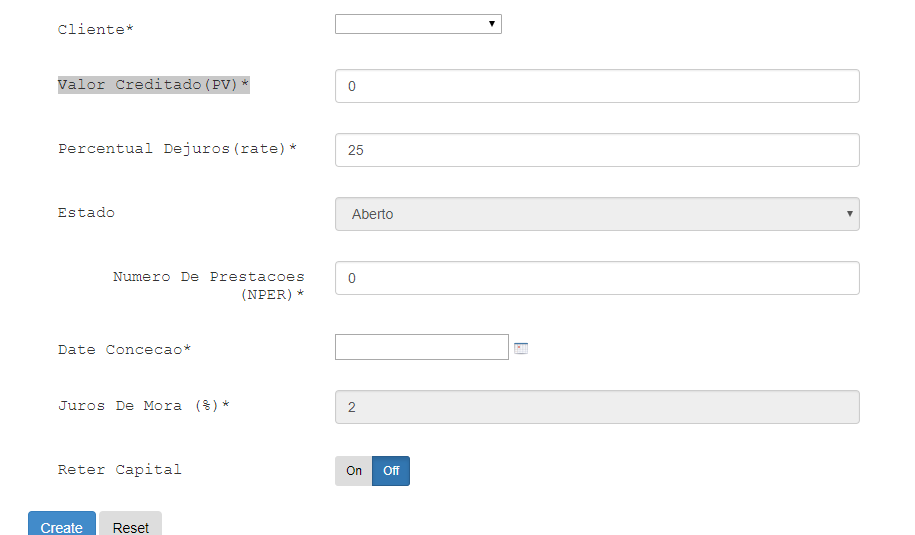 Cliente*
Valor Creditado(PV)* 0
Percentual Dejuros(rate)* 25
Estado Aberto
Numero De Prestacoes 0
(NPER)*
Date Concecao*
Juros De Mora (%)* 2
Reter Capital On Off
Create Reset